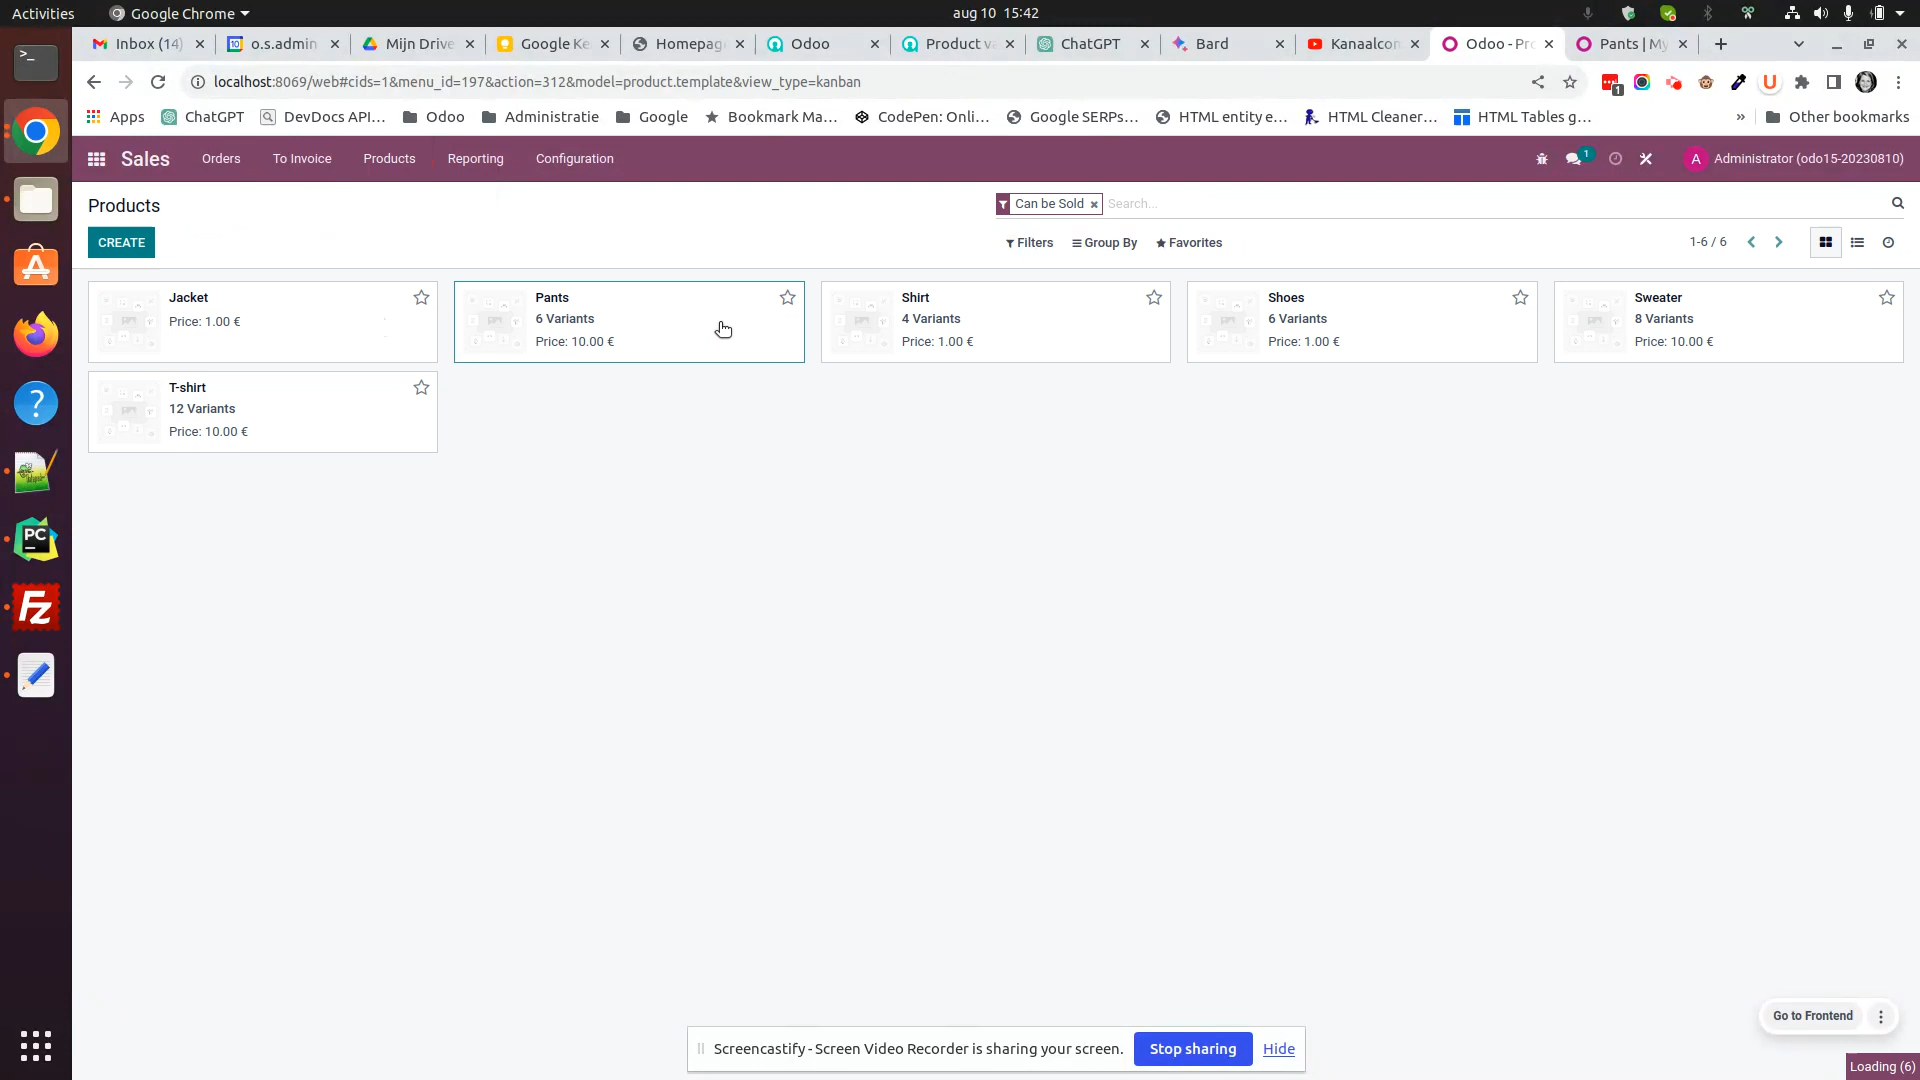 Activities
Google Chrome
aug 10 15:42
Inbox (14)
o.s.admin
Mijn Drive
Google Ke
Homepag
Odoo
Product va
ChatGPT
Bard
Kanaalcon
Odoo - Pro
Pants | My
localhost:8069/web#cids=1&menu_id=197&action=312&model=product.template&view_type=kanban
1
Apps
ChatGPT
DevDocs API...
Odoo
Administratie
Google
Bookmark Ma...
CodePen: Onli...
Google SERPs...
HTML entity e...
HTML Cleaner...
HTML Tables g...
»
Other bookmarks
Sales
Orders
To Invoice
Products
Reporting
Configuration
1
A
Administrator (odo15-20230810)
Products
Can be Sold
Search...
CREATE
Filters
Group By
Favorites
1-6 / 6
Jacket
Price: 1.00 €
Pants
6 Variants
Price: 10.00 €
Shirt
4 Variants
Price: 1.00 €
Shoes
6 Variants
Price: 1.00 €
Sweater
8 Variants
Price: 10.00 €
T-shirt
12 Variants
Price: 10.00 €
Go to Frontend
Screencastify - Screen Video Recorder is sharing your screen.
Stop sharing
Hide
Loading (6)